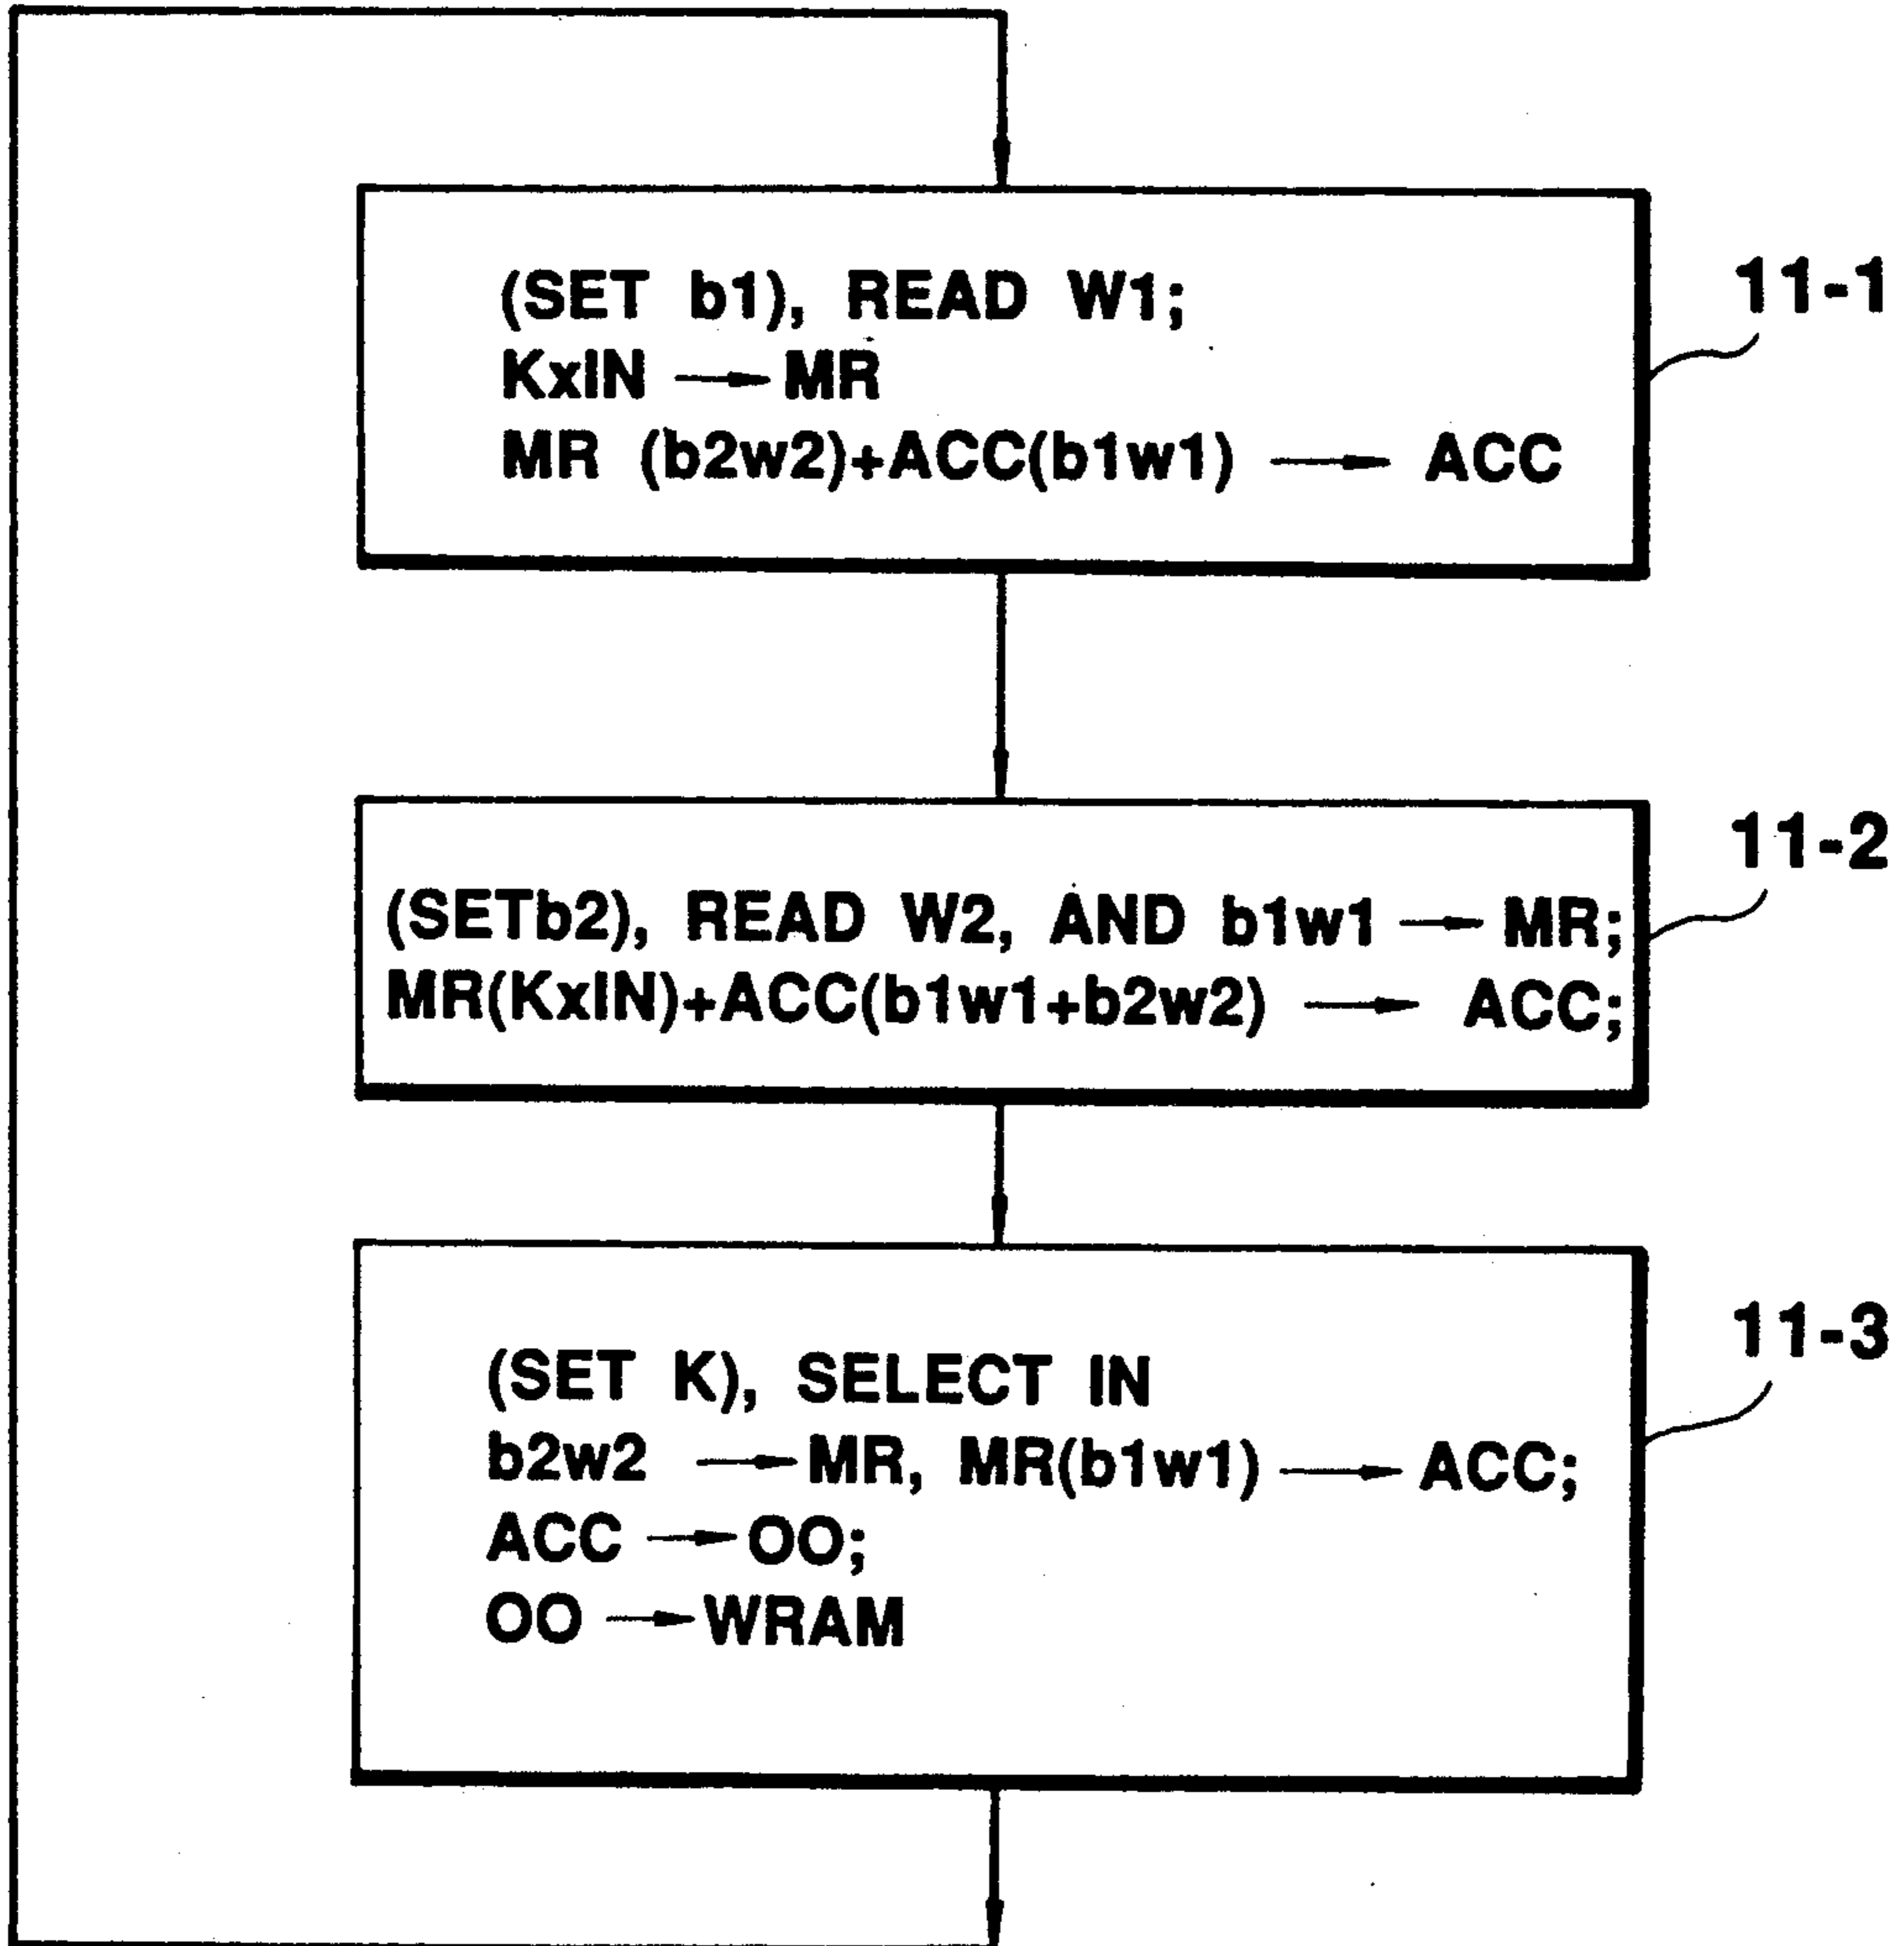 (SET b1), READ W1;
KxIN → MR
MR (b2w2)+ACC(b1w1) → ACC
11-1
(SETb2), READ W2, AND b1w1 → MR;
MR(KxIN)+ACC(b1w1+b2w2) → ACC;
11-2
(SET K), SELECT IN
b2w2 → MR, MR(b1w1) → ACC;
ACC → OO;
OO → WRAM
11-3